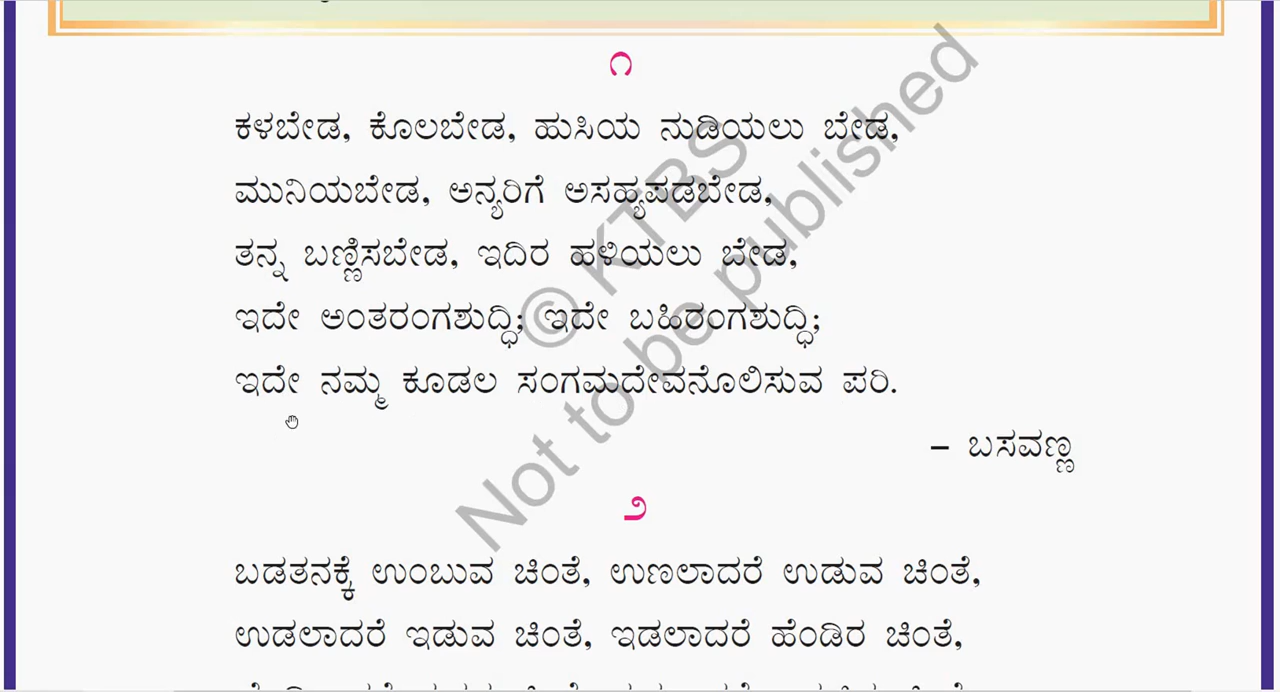 ೧
ಕಳಬೇಡ, ಕೊಲಬೇಡ, ಹುಸಿಯ ನುಡಿಯಲು ಬೇಡ,
ಮುನಿಯಬೇಡ, ಅನ್ಯರಿಗೆ ಅಸಹ್ಯಪಡಬೇಡ,
ತನ್ನ ಬಣ್ಣಿಸಬೇಡ, ಇದಿರ ಹಳಿಯಲು ಬೇಡ,
ಇದೇ ಅಂತರಂಗಶುದ್ಧಿ; ಇದೇ ಬಹಿರಂಗಶುದ್ಧಿ;
ಇದೇ ನಮ್ಮ ಕೂಡಲ ಸಂಗಮದೇವನೊಲಿಸುವ ಪರಿ.
– ಬಸವಣ್ಣ
೨
ಬಡತನಕ್ಕೆ ಉಂಬುವ ಚಿಂತೆ, ಉಣಲಾದರೆ ಉಡುವ ಚಿಂತೆ,
ಉಡಲಾದರೆ ಇಡುವ ಚಿಂತೆ, ಇಡಲಾದರೆ ಹೆಂಡಿರ ಚಿಂತೆ,
© KTBS
Not to be published